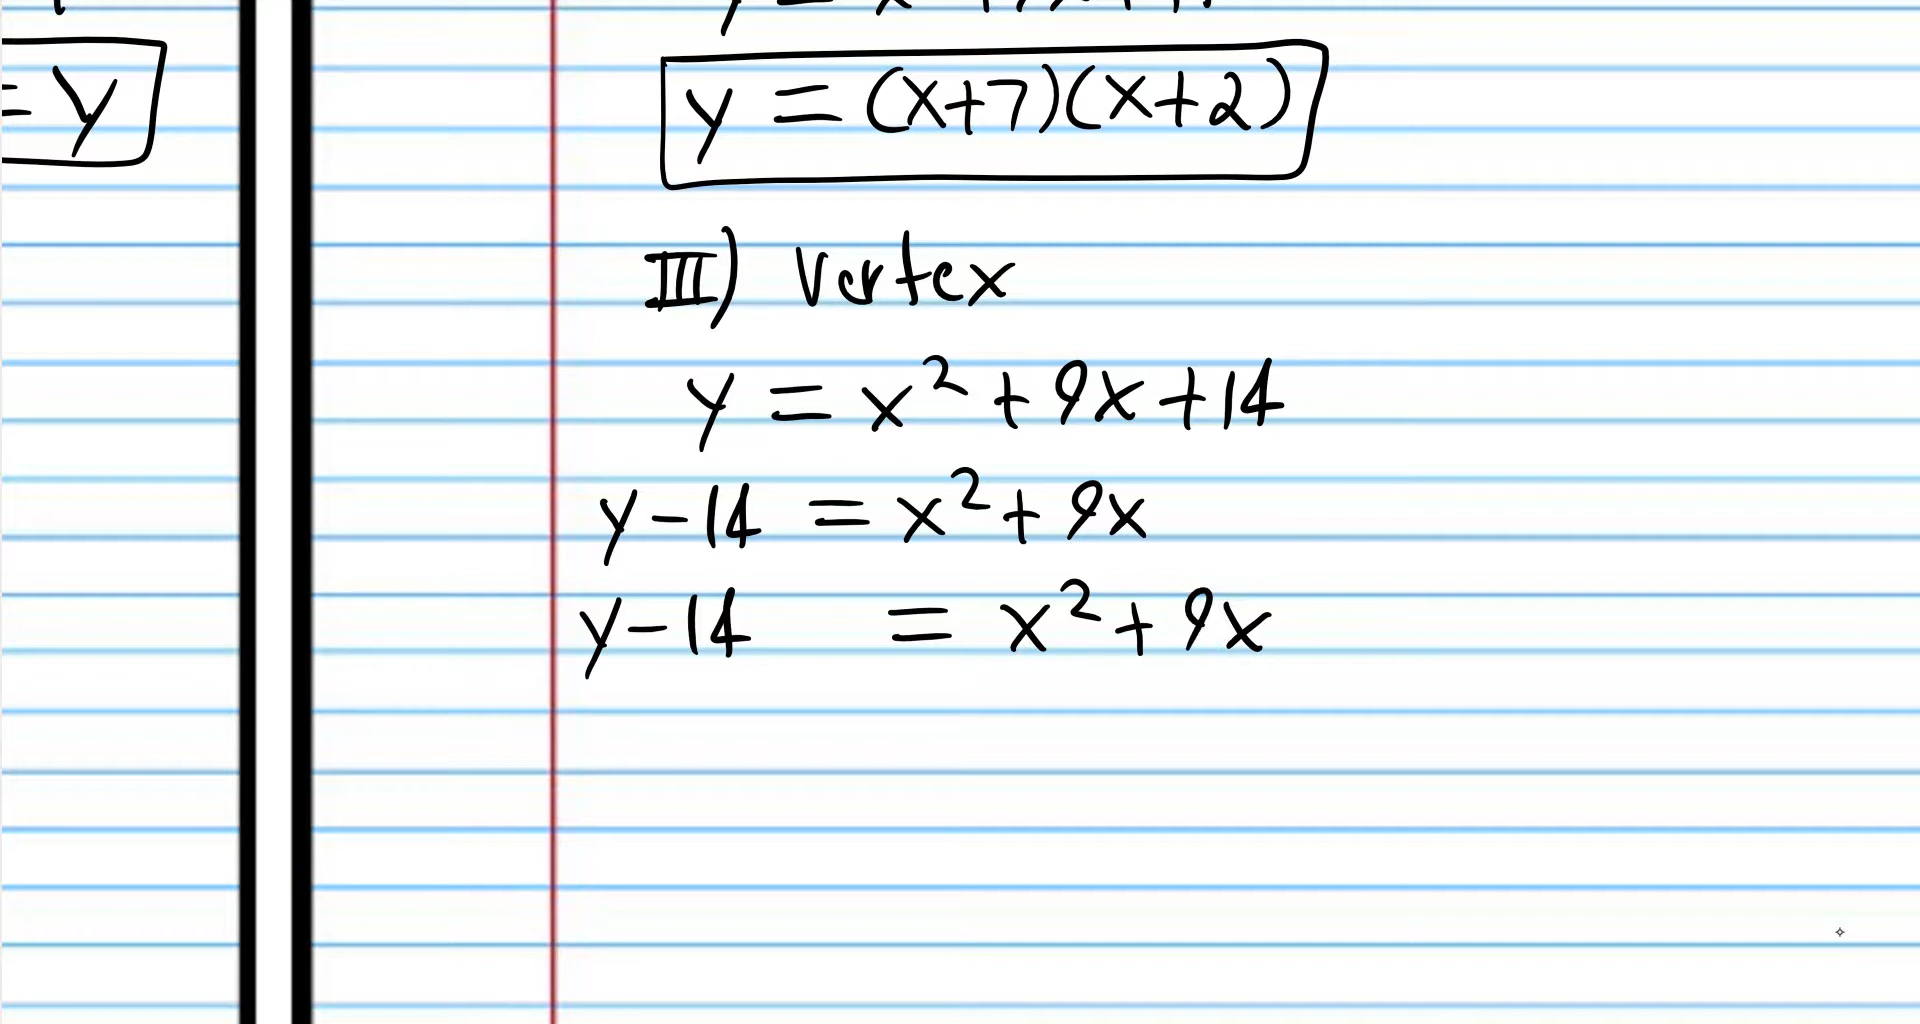 = y
y = (x+7)(x+2)
III) Vertex
y = x² + 9x + 14
y - 14 = x² + 9x
y - 14 = x² + 9x